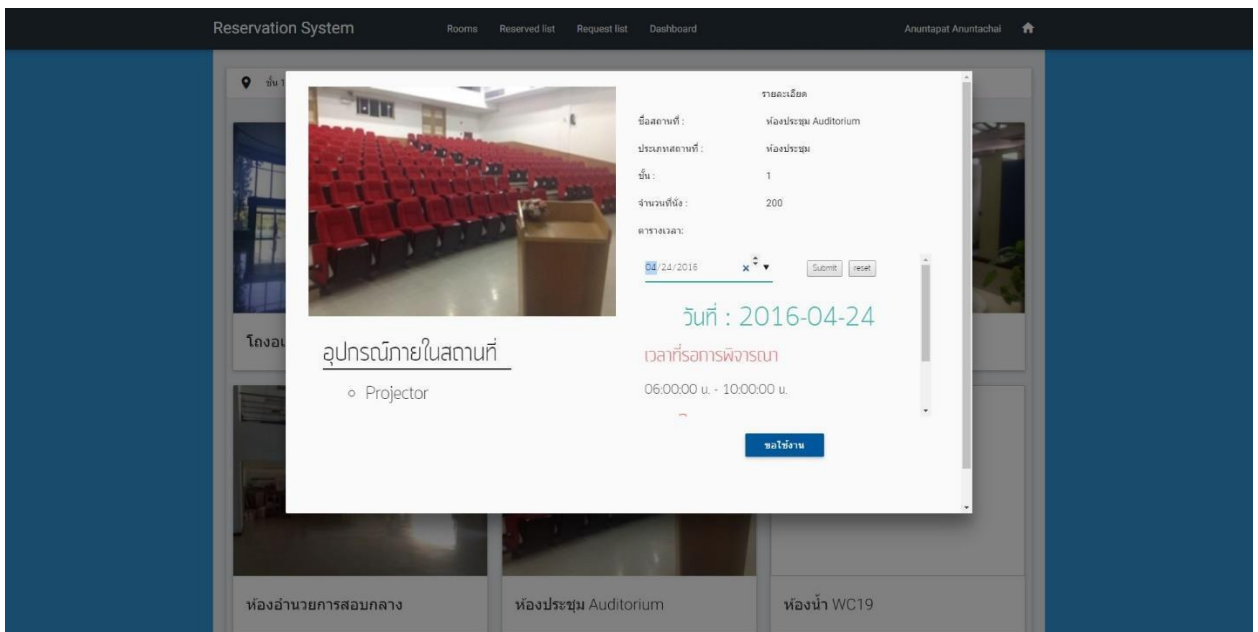 Reservation System Rooms Reserved list Request list Dashboard Anuntapat Anuntachai
ชั้น 1
รายละเอียด
ชื่อสถานที่ : ห้องประชุม Auditorium
ประเภทสถานที่ : ห้องประชุม
ชั้น : 1
จำนวนที่นั่ง : 200
ตารางเวลา:
04/24/2016 Submit reset
วันที่ : 2016-04-24
เวลาที่รอการพิจารณา
06:00:00 น. - 10:00:00 น.
อุปกรณ์ภายในสถานที่
Projector
ขอใช้งาน
ห้องอำนวยการสอบกลาง
ห้องประชุม Auditorium
ห้องน้ำ WC19